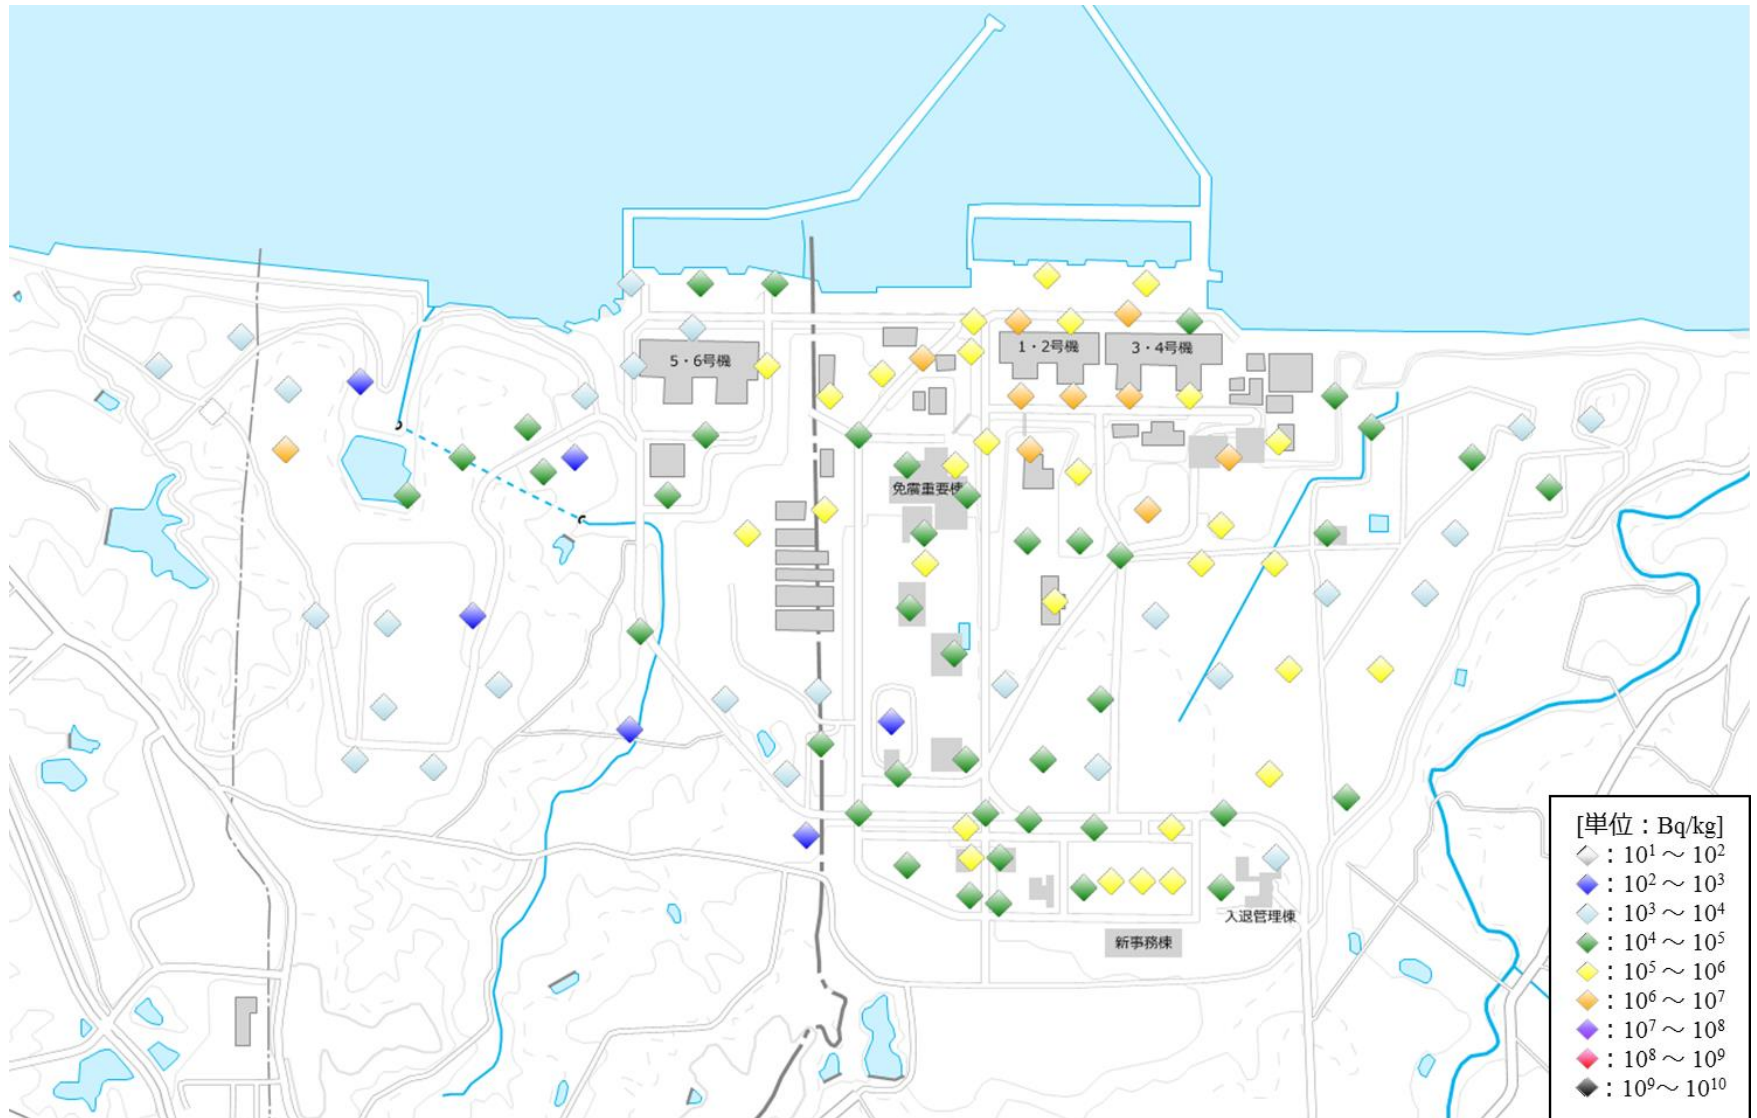 5・6号機
1・2号機
3・4号機
免震重要棟
入退管理棟
新事務棟
[単位：Bq/kg]
：10¹～10²
：10²～10³
：10³～10⁴
：10⁴～10⁵
：10⁵～10⁶
：10⁶～10⁷
：10⁷～10⁸
：10⁸～10⁹
：10⁹～10¹⁰